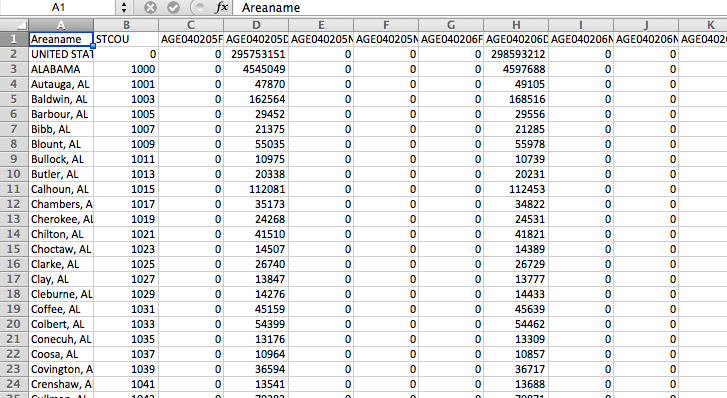 A1 fx Areaname
A B C D E F G H I J K
1 Areaname STCOU AGE040205F AGE040205D AGE040205N AGE040205N AGE040206F AGE040206D AGE040206N AGE040206N AGE0402
2 UNITED STAT 0 0 295753151 0 0 0 298593212 0 0
3 ALABAMA 1000 0 4545049 0 0 0 4597688 0 0
4 Autauga, AL 1001 0 47870 0 0 0 49105 0 0
5 Baldwin, AL 1003 0 162564 0 0 0 168516 0 0
6 Barbour, AL 1005 0 29452 0 0 0 29556 0 0
7 Bibb, AL 1007 0 21375 0 0 0 21285 0 0
8 Blount, AL 1009 0 55035 0 0 0 55978 0 0
9 Bullock, AL 1011 0 10975 0 0 0 10739 0 0
10 Butler, AL 1013 0 20338 0 0 0 20231 0 0
11 Calhoun, AL 1015 0 112081 0 0 0 112453 0 0
12 Chambers, A 1017 0 35173 0 0 0 34822 0 0
13 Cherokee, AL 1019 0 24268 0 0 0 24531 0 0
14 Chilton, AL 1021 0 41510 0 0 0 41821 0 0
15 Choctaw, AL 1023 0 14507 0 0 0 14389 0 0
16 Clarke, AL 1025 0 26740 0 0 0 26729 0 0
17 Clay, AL 1027 0 13847 0 0 0 13777 0 0
18 Cleburne, AL 1029 0 14276 0 0 0 14433 0 0
19 Coffee, AL 1031 0 45159 0 0 0 45639 0 0
20 Colbert, AL 1033 0 54399 0 0 0 54462 0 0
21 Conecuh, AL 1035 0 13176 0 0 0 13309 0 0
22 Coosa, AL 1037 0 10964 0 0 0 10857 0 0
23 Covington, A 1039 0 36594 0 0 0 36717 0 0
24 Crenshaw, A 1041 0 13541 0 0 0 13688 0 0